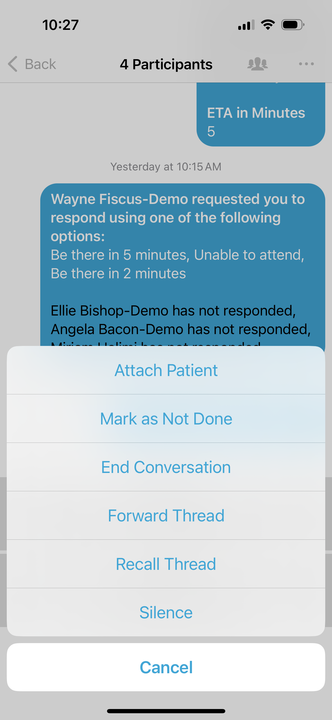 10:27
Back
4 Participants
ETA in Minutes
5
Yesterday at 10:15 AM
Wayne Fiscus-Demo requested you to
respond using one of the following
options:
Be there in 5 minutes, Unable to attend,
Be there in 2 minutes
Ellie Bishop-Demo has not responded,
Angela Bacon-Demo has not responded,
Attach Patient
Mark as Not Done
End Conversation
Forward Thread
Recall Thread
Silence
Cancel